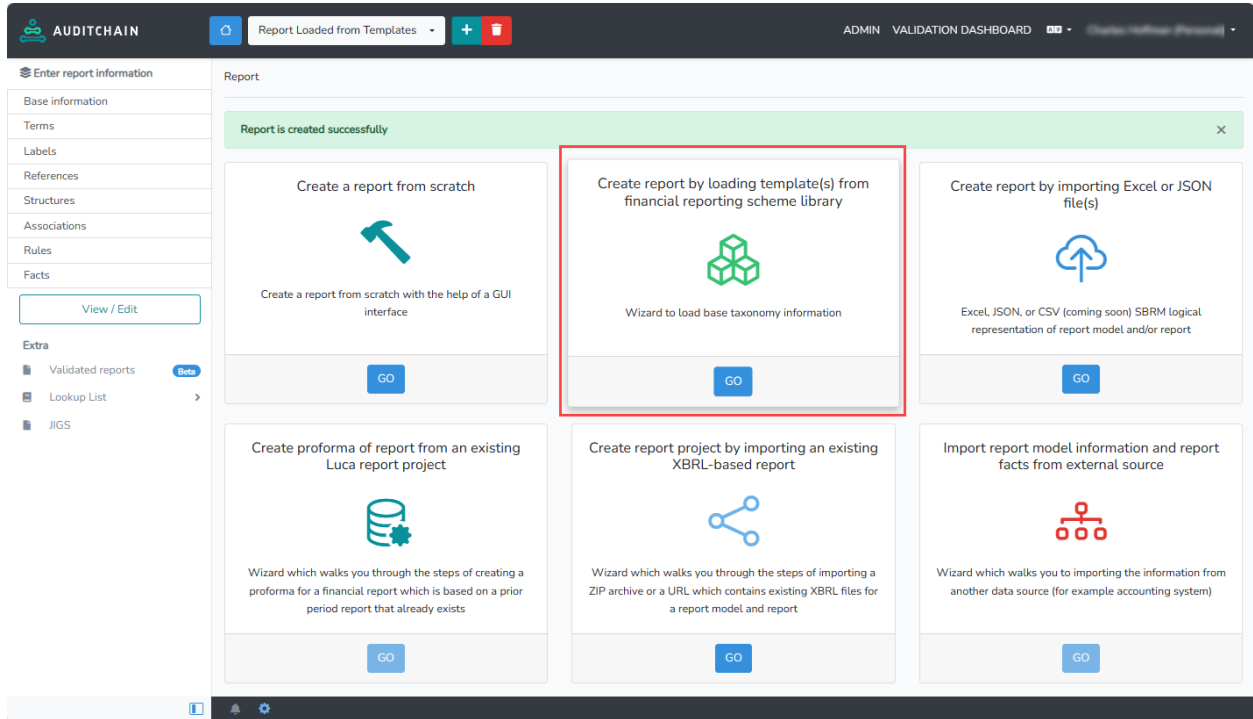 AUDITCHAIN
Report Loaded from Templates
ADMIN VALIDATION DASHBOARD
Enter report information
Base information
Terms
Labels
References
Structures
Associations
Rules
Facts
View / Edit
Extra
Validated reports Beta
Lookup List
JIGS
Report
Report is created successfully
Create a report from scratch
Create a report from scratch with the help of a GUI
interface
GO
Create report by loading template(s) from
financial reporting scheme library
Wizard to load base taxonomy information
GO
Create report by importing Excel or JSON
file(s)
Excel, JSON, or CSV (coming soon) SBRM logical
representation of report model and/or report
GO
Create proforma of report from an existing
Luca report project
Wizard which walks you through the steps of creating a
proforma for a financial report which is based on a prior
period report that already exists
GO
Create report project by importing an existing
XBRL-based report
Wizard which walks you through the steps of importing a
ZIP archive or a URL which contains existing XBRL files for
a report model and report
GO
Import report model information and report
facts from external source
Wizard which walks you to importing the information from
another data source (for example accounting system)
GO